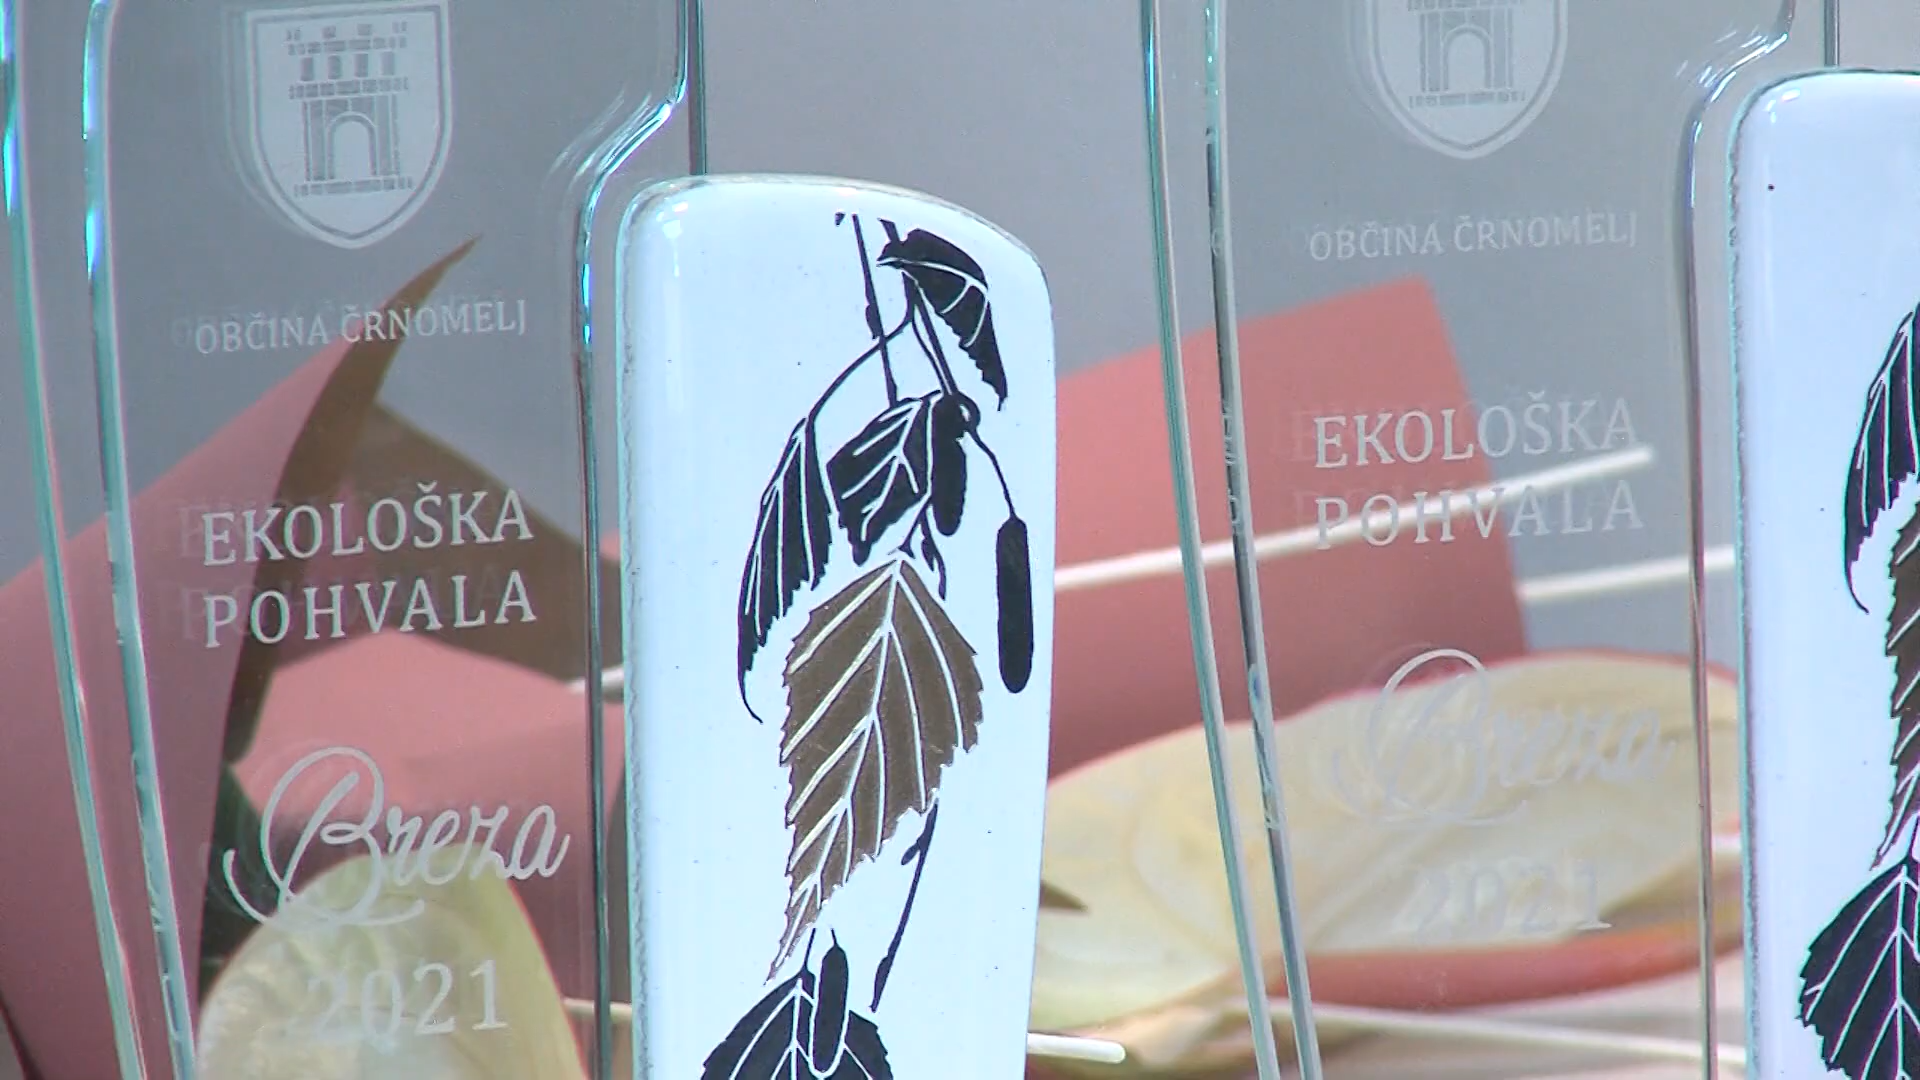 OBČINA ČRNOMELJ
EKOLOŠKA
POHVALA
Breza
2021
OBČINA ČRNOMELJ
EKOLOŠKA
POHVALA
Breza
2021